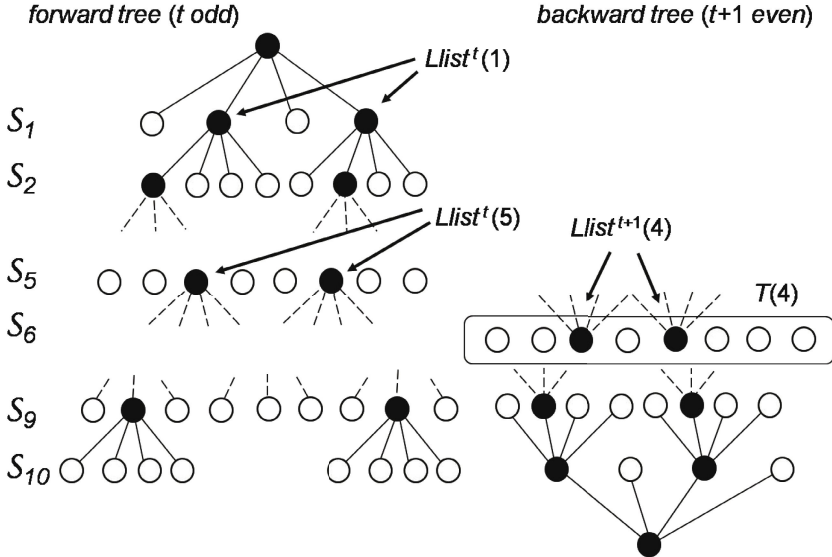 forward tree (t odd)
backward tree (t+1 even)
Llist^t(1)
S₁
S₂
Llist^t(5)
Llist^{t+1}(4)
S₅
T(4)
S₆
S₉
S₁₀